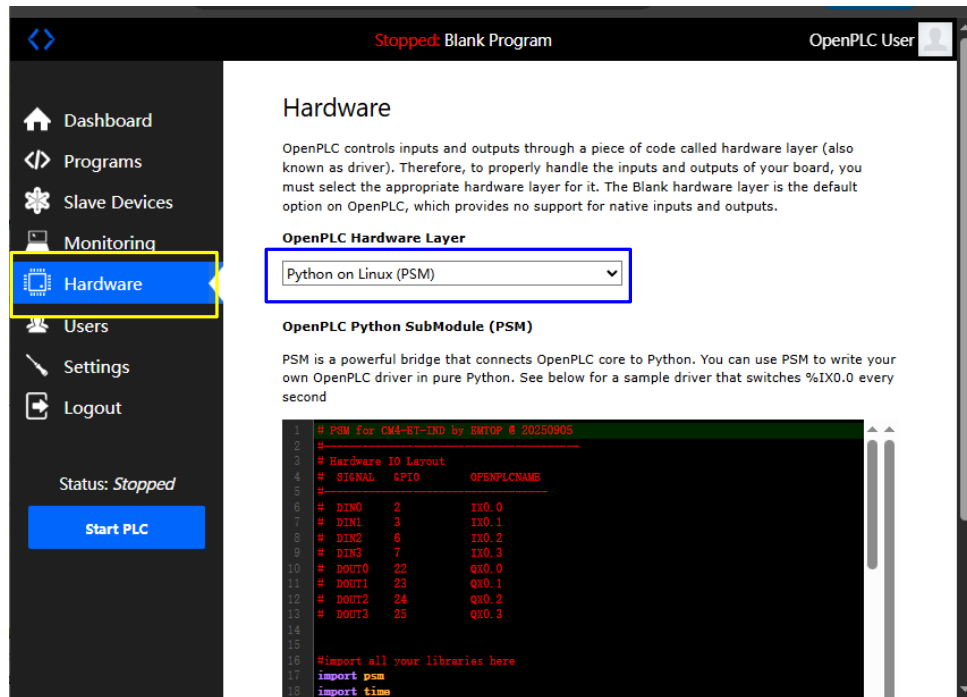 Stopped: Blank Program
OpenPLC User
Dashboard
Programs
Slave Devices
Monitoring
Hardware
Users
Settings
Logout
Status: Stopped
Start PLC
Hardware
OpenPLC controls inputs and outputs through a piece of code called hardware layer (also
known as driver). Therefore, to properly handle the inputs and outputs of your board, you
must select the appropriate hardware layer for it. The Blank hardware layer is the default
option on OpenPLC, which provides no support for native inputs and outputs.
OpenPLC Hardware Layer
Python on Linux (PSM)
OpenPLC Python SubModule (PSM)
PSM is a powerful bridge that connects OpenPLC core to Python. You can use PSM to write your
own OpenPLC driver in pure Python. See below for a sample driver that switches %IX0.0 every
second
1 # PSM for CM4-ET-IND by EMTOP @ 20250905
2 #----------------------------------------
3 # Hardware IO Layout
4 # SIGNAL GPIO OPENPLCNAME
5 #-----------------------------------
6 # DIN0 2 IX0.0
7 # DIN1 3 IX0.1
8 # DIN2 6 IX0.2
9 # DIN3 7 IX0.3
10 # DOUT0 22 QX0.0
11 # DOUT1 23 QX0.1
12 # DOUT2 24 QX0.2
13 # DOUT3 25 QX0.3
14
15
16 #import all your libraries here
17 import psm
18 import time